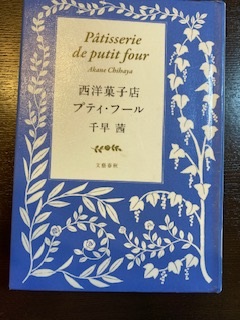 Pâtisserie
de putit four
Akane Chihaya
西洋菓子店
プティ・フール
千早 茜
文藝春秋